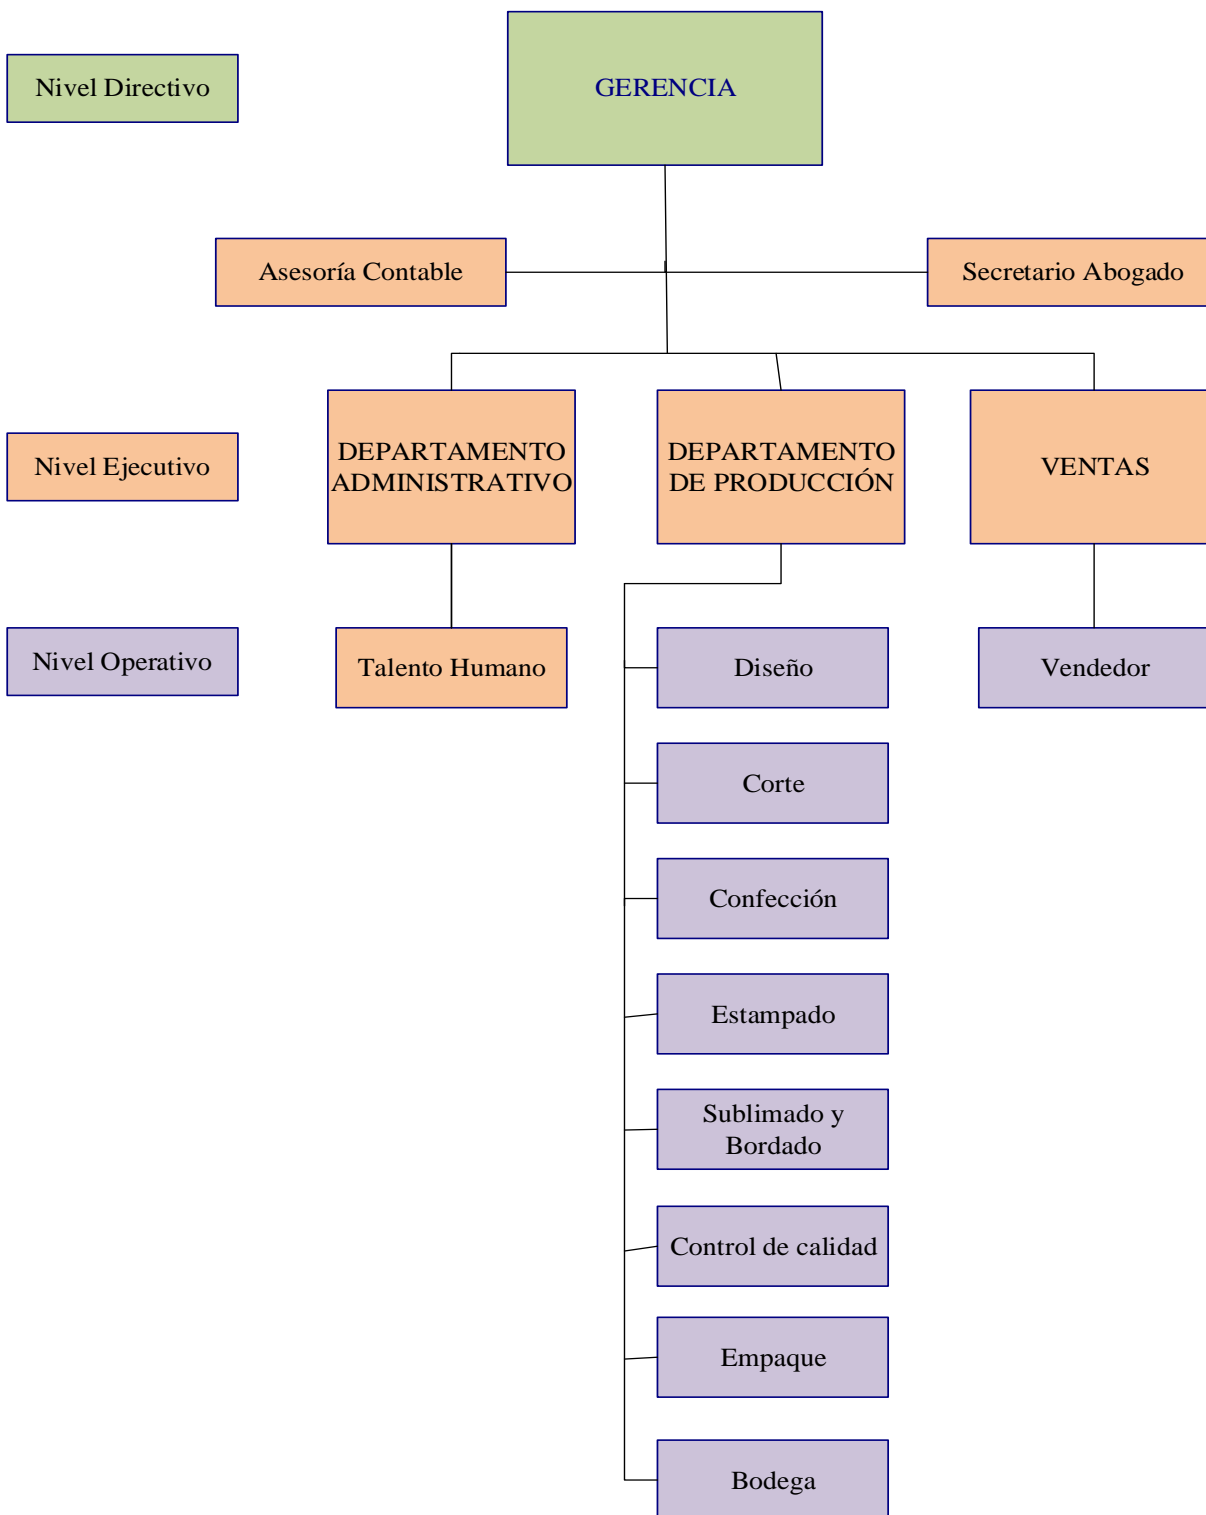 Nivel Directivo
GERENCIA
Asesoría Contable
Secretario Abogado
Nivel Ejecutivo
DEPARTAMENTO
ADMINISTRATIVO
DEPARTAMENTO
DE PRODUCCIÓN
VENTAS
Nivel Operativo
Talento Humano
Diseño
Vendedor
Corte
Confección
Estampado
Sublimado y
Bordado
Control de calidad
Empaque
Bodega